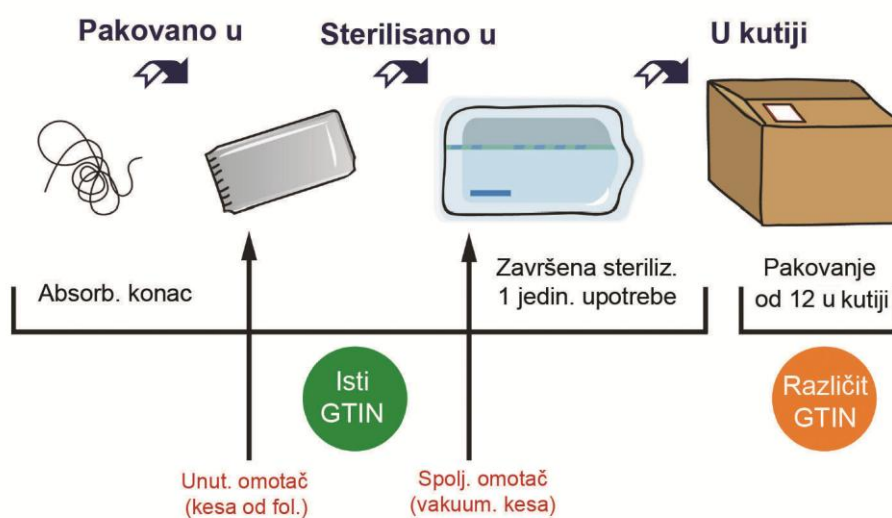 Pakovano u
Sterilisano u
U kutiji
Absorb. konac
Završena steriliz.
1 jedin. upotrebe
Pakovanje
od 12 u kutiji
Isti
GTIN
Različit
GTIN
Unut. omotač
(kesa od fol.)
Spolj. omotač
(vakuum. kesa)